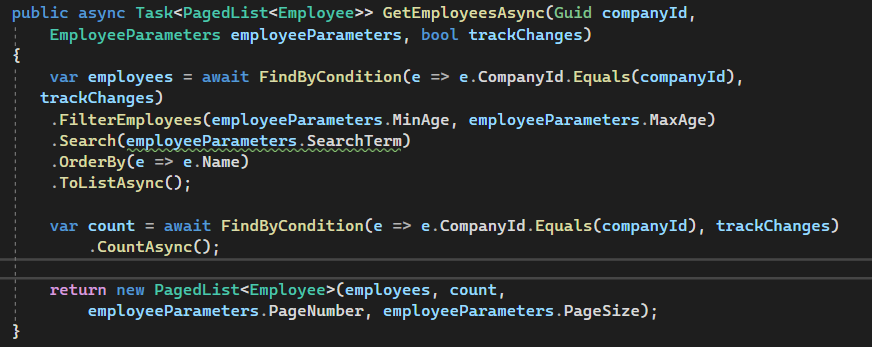 public async Task<PagedList<Employee>> GetEmployeesAsync(Guid companyId,
EmployeeParameters employeeParameters, bool trackChanges)
{
var employees = await FindByCondition(e => e.CompanyId.Equals(companyId),
trackChanges)
.FilterEmployees(employeeParameters.MinAge, employeeParameters.MaxAge)
.Search(employeeParameters.SearchTerm)
.OrderBy(e => e.Name)
.ToListAsync();
var count = await FindByCondition(e => e.CompanyId.Equals(companyId), trackChanges)
.CountAsync();
return new PagedList<Employee>(employees, count,
employeeParameters.PageNumber, employeeParameters.PageSize);
}